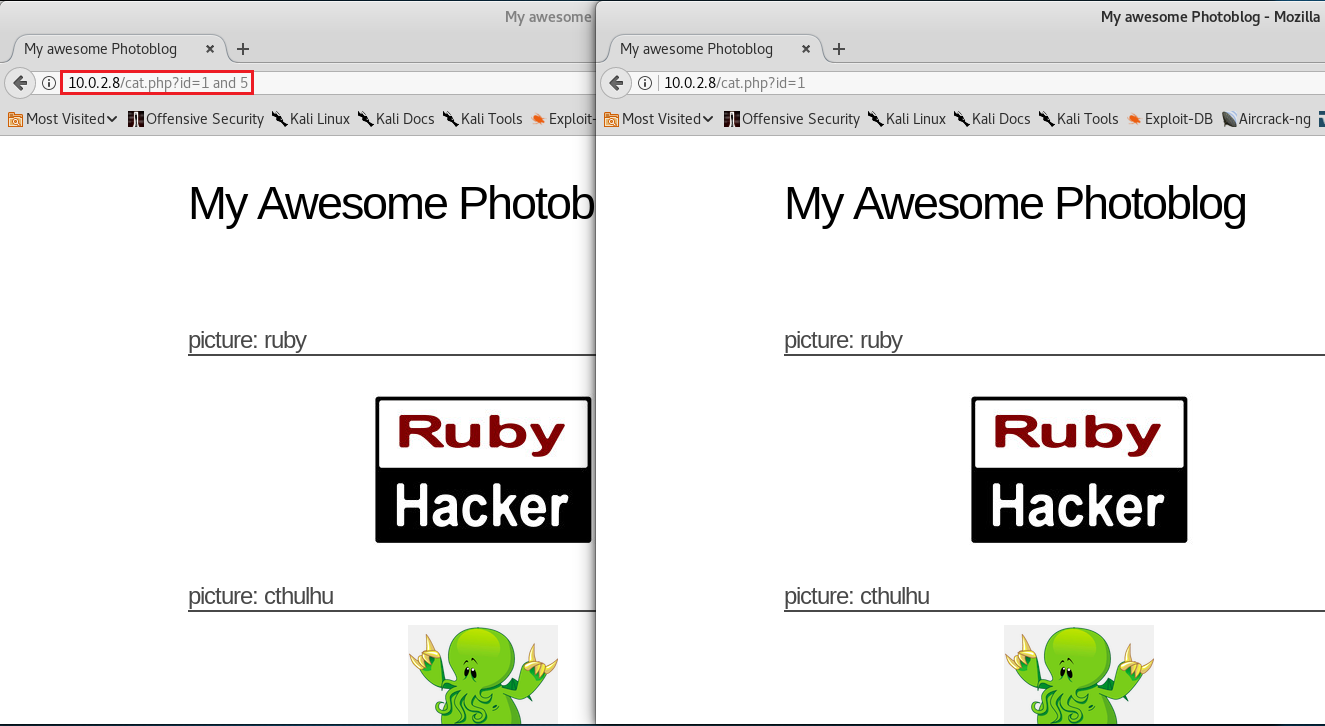 My awesome
My awesome Photoblog
10.0.2.8/cat.php?id=1 and 5
Most Visited Offensive Security Kali Linux Kali Docs Kali Tools Exploit-
My Awesome Photob
picture: ruby
Ruby
Hacker
picture: cthulhu
My awesome Photoblog - Mozilla
My awesome Photoblog
10.0.2.8/cat.php?id=1
Most Visited Offensive Security Kali Linux Kali Docs Kali Tools Exploit-DB Aircrack-ng
My Awesome Photoblog
picture: ruby
Ruby
Hacker
picture: cthulhu